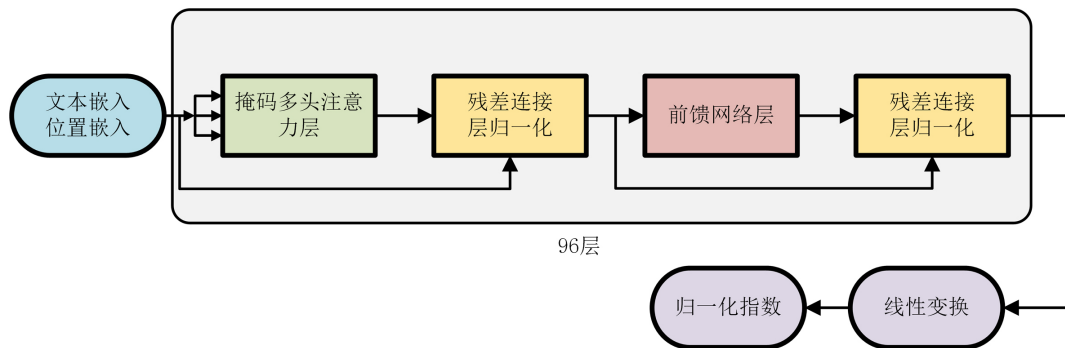 文本嵌入
位置嵌入
掩码多头注意
力层
残差连接
层归一化
前馈网络层
残差连接
层归一化
96层
归一化指数
线性变换